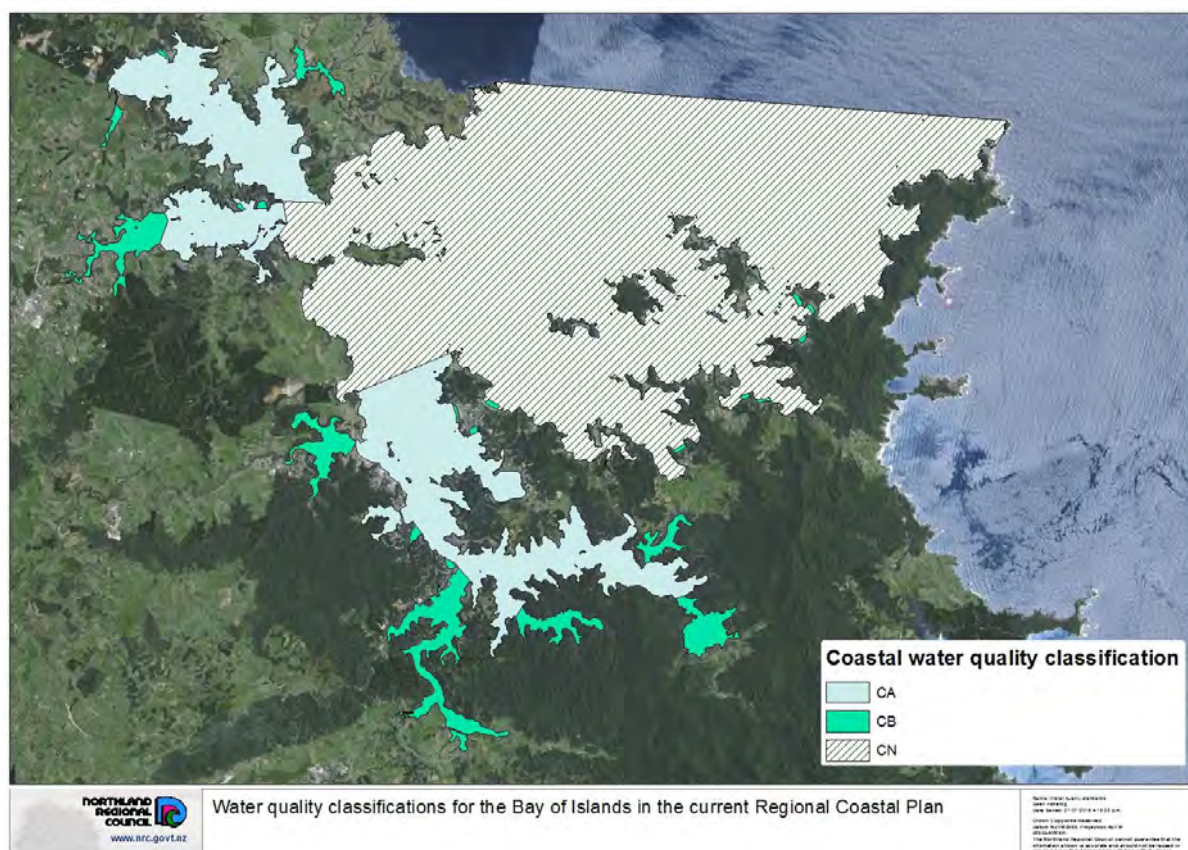 Coastal water quality classification
CA
CB
CN
NORTHLAND
REGIONAL
COUNCIL
www.nrc.govt.nz
Water quality classifications for the Bay of Islands in the current Regional Coastal Plan